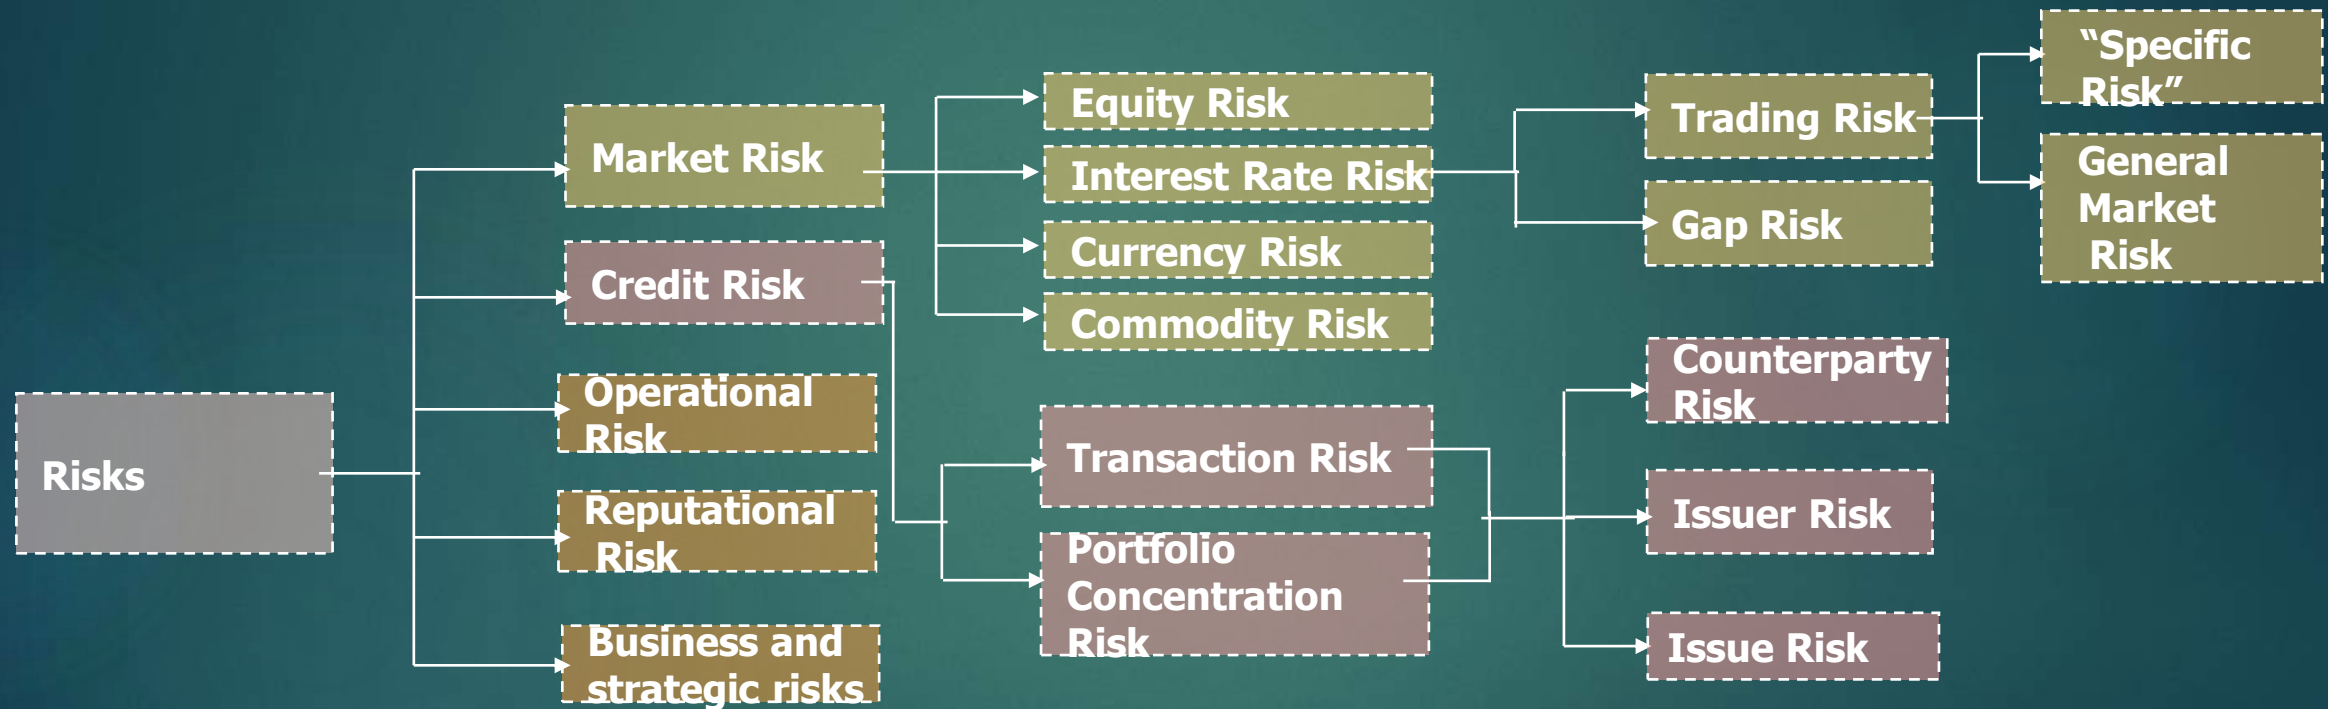 Risks
Market Risk
Credit Risk
Operational
Risk
Reputational
Risk
Business and
strategic risks
Equity Risk
Interest Rate Risk
Currency Risk
Commodity Risk
Transaction Risk
Portfolio
Concentration
Risk
Trading Risk
Gap Risk
Counterparty
Risk
Issuer Risk
Issue Risk
“Specific
Risk”
General
Market
Risk